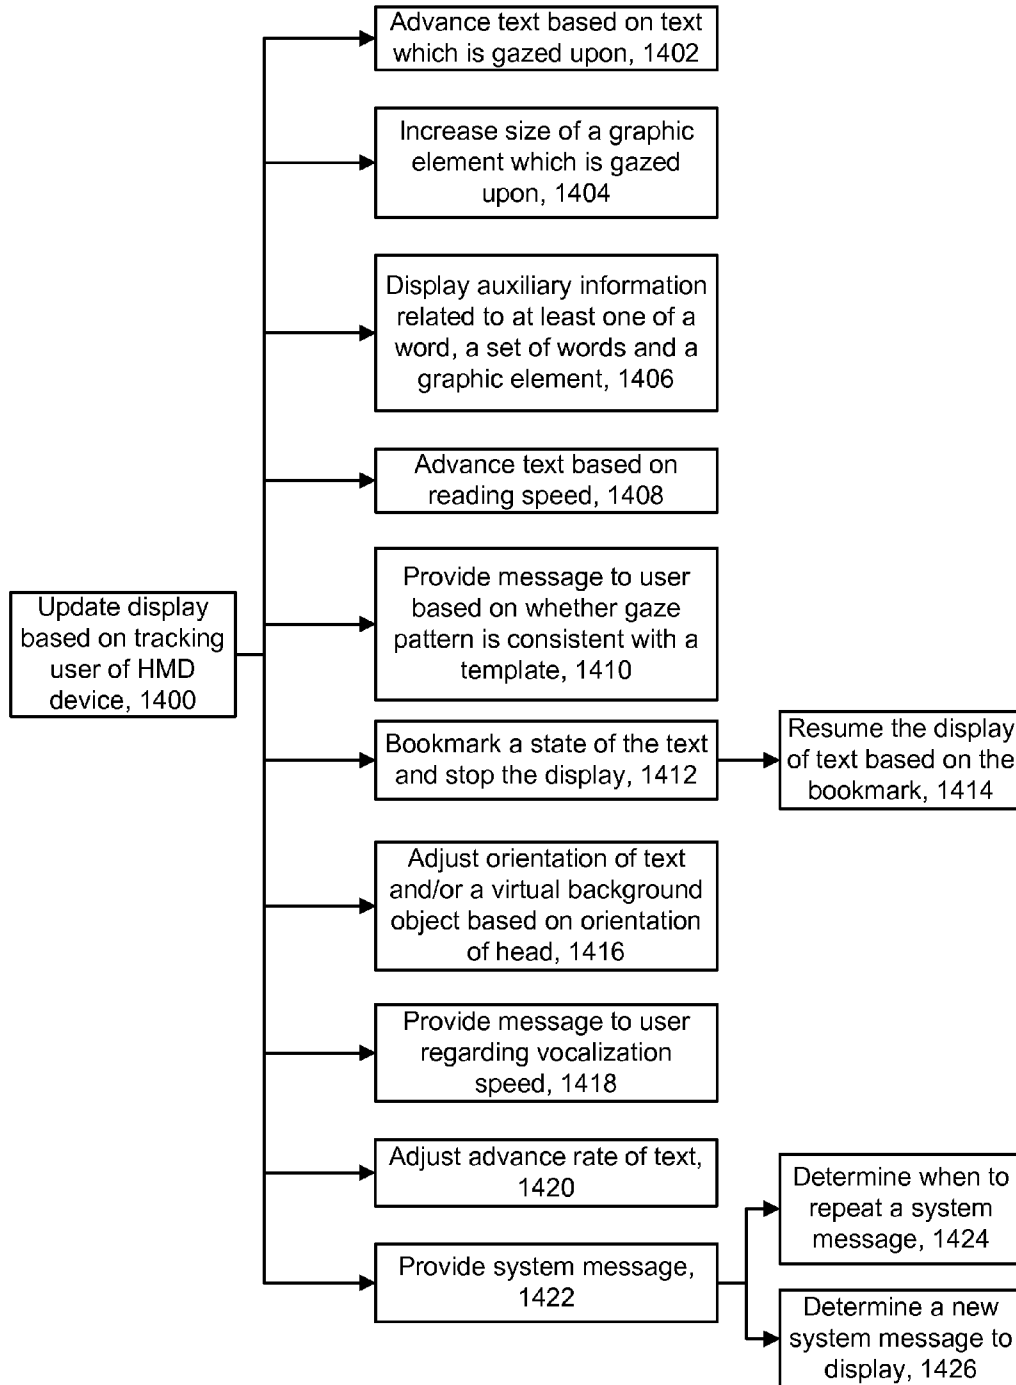 Advance text based on text
which is gazed upon, 1402
Increase size of a graphic
element which is gazed
upon, 1404
Display auxiliary information
related to at least one of a
word, a set of words and a
graphic element, 1406
Advance text based on
reading speed, 1408
Provide message to user
based on whether gaze
pattern is consistent with a
template, 1410
Update display
based on tracking
user of HMD
device, 1400
Bookmark a state of the text
and stop the display, 1412
Resume the display
of text based on the
bookmark, 1414
Adjust orientation of text
and/or a virtual background
object based on orientation
of head, 1416
Provide message to user
regarding vocalization
speed, 1418
Adjust advance rate of text,
1420
Provide system message,
1422
Determine when to
repeat a system
message, 1424
Determine a new
system message to
display, 1426